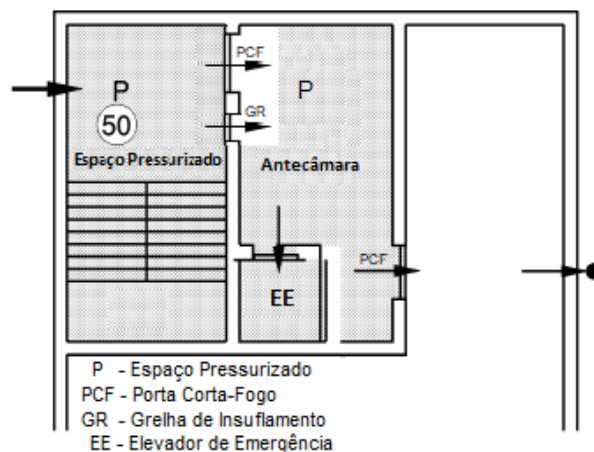 PCF
P
P
GR
50
Espaço Pressurizado
Antecâmara
PCF
EE
P - Espaço Pressurizado
PCF - Porta Corta-Fogo
GR - Grelha de Insuflamento
EE - Elevador de Emergência